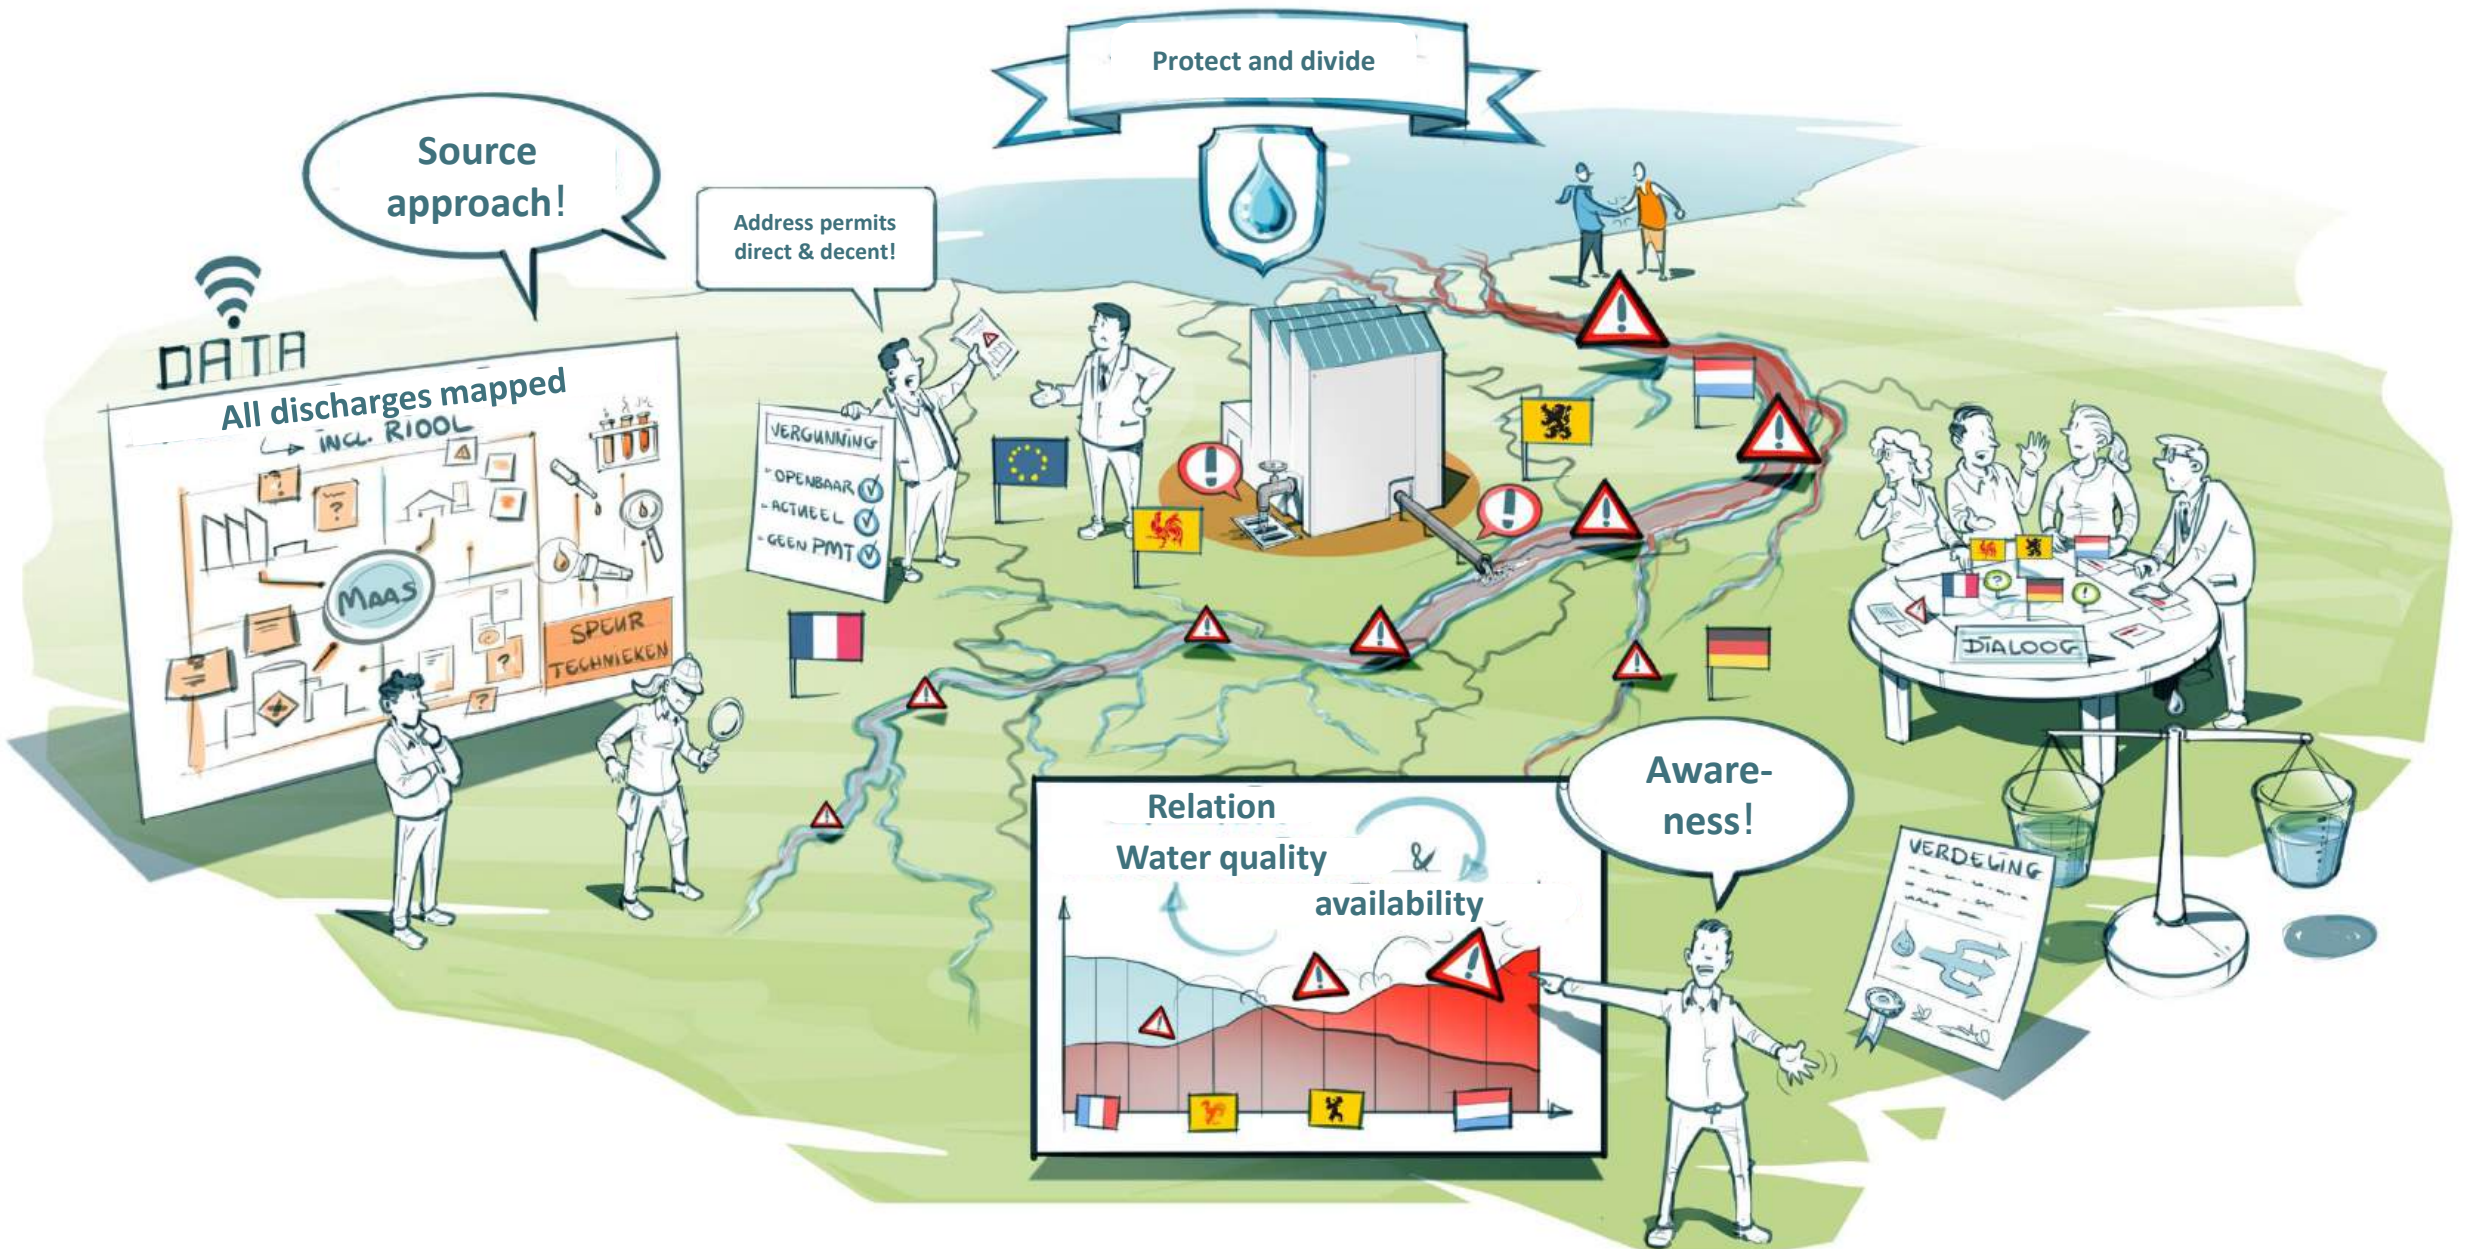 Protect and divide
Source
approach!
Address permits
direct & decent!
DATA
All discharges mapped
INCL. RIOOL
MAAS
SPEUR
TECHNIEKEN
VERGUNNING
- OPENBAAR
- ACTUEEL
- GEEN PMT
DIALOOG
Aware-
ness!
Relation
Water quality
&
availability
VERDELING